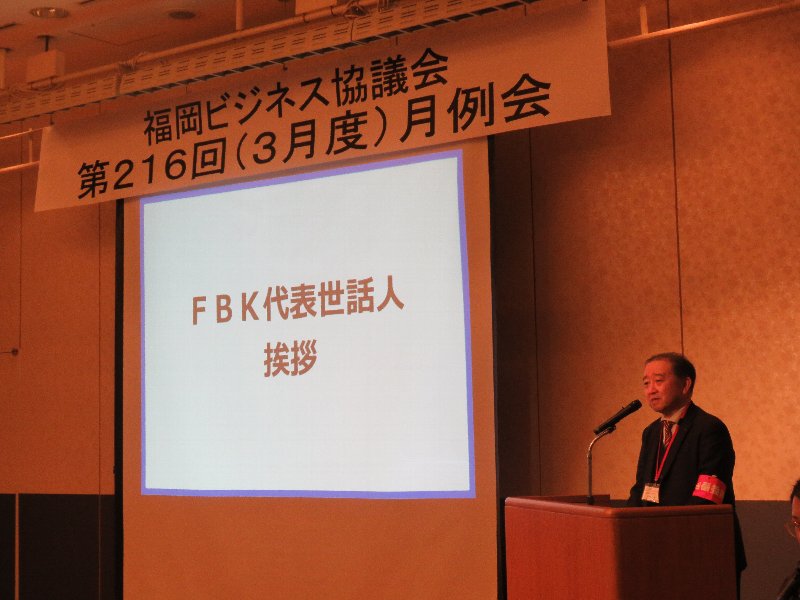 福岡ビジネス協議会
第216回(3月度)月例会
FBK代表世話人
挨拶